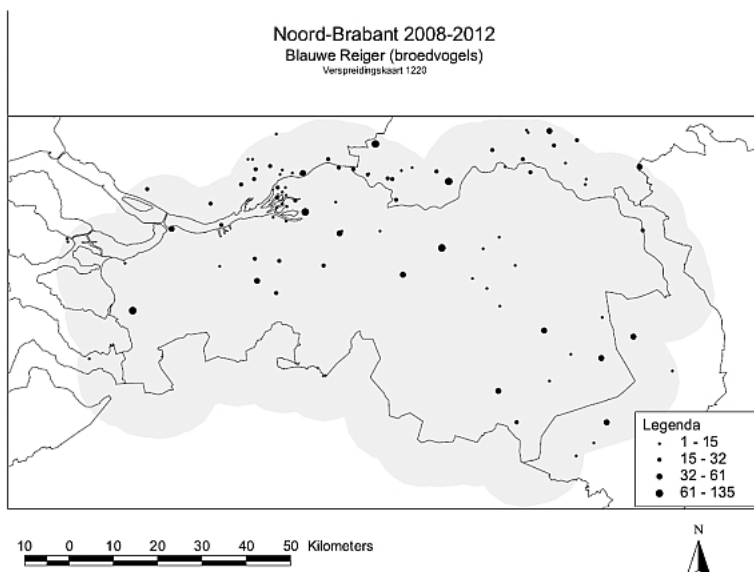 Noord-Brabant 2008-2012
Blauwe Reiger (broedvogels)
Verspreidingskaart 1220
Legenda
1 - 15
15 - 32
32 - 61
61 - 135
10 0 10 20 30 40 50 Kilometers
N